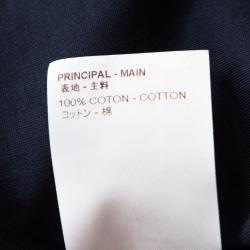 PRINCIPAL - MAIN
表地 - 主料
100% COTON - COTTON
コットン - 棉